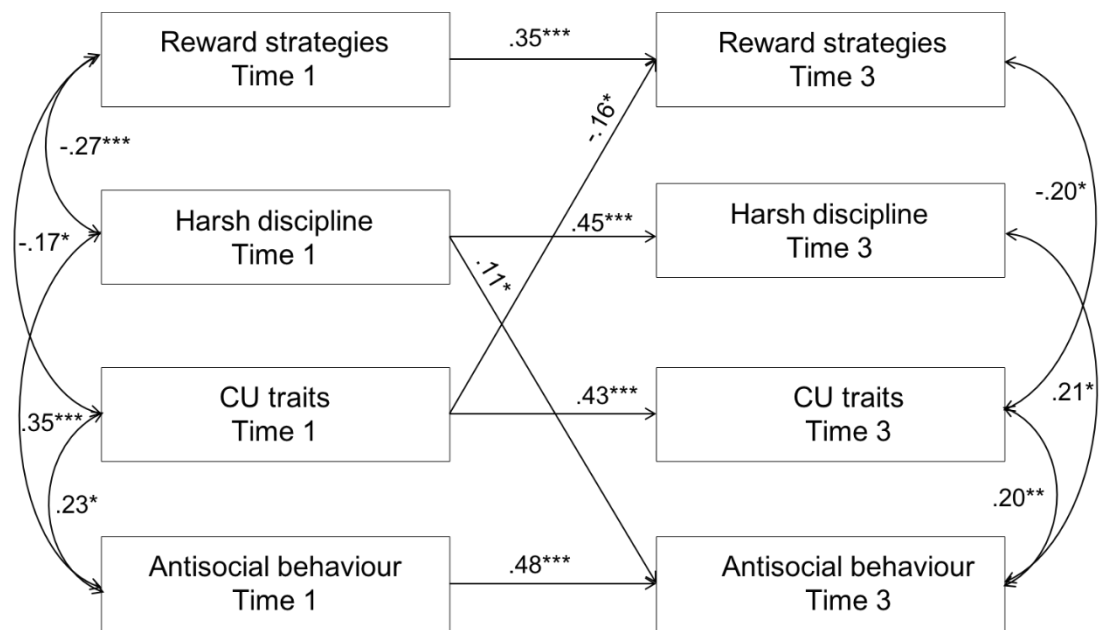 Reward strategies
Time 1
.35***
Reward strategies
Time 3
-.27***
-.16*
-.20*
Harsh discipline
Time 1
.45***
Harsh discipline
Time 3
-.17*
.11*
CU traits
Time 1
.43***
CU traits
Time 3
.35***
.21*
.23*
.20**
Antisocial behaviour
Time 1
.48***
Antisocial behaviour
Time 3